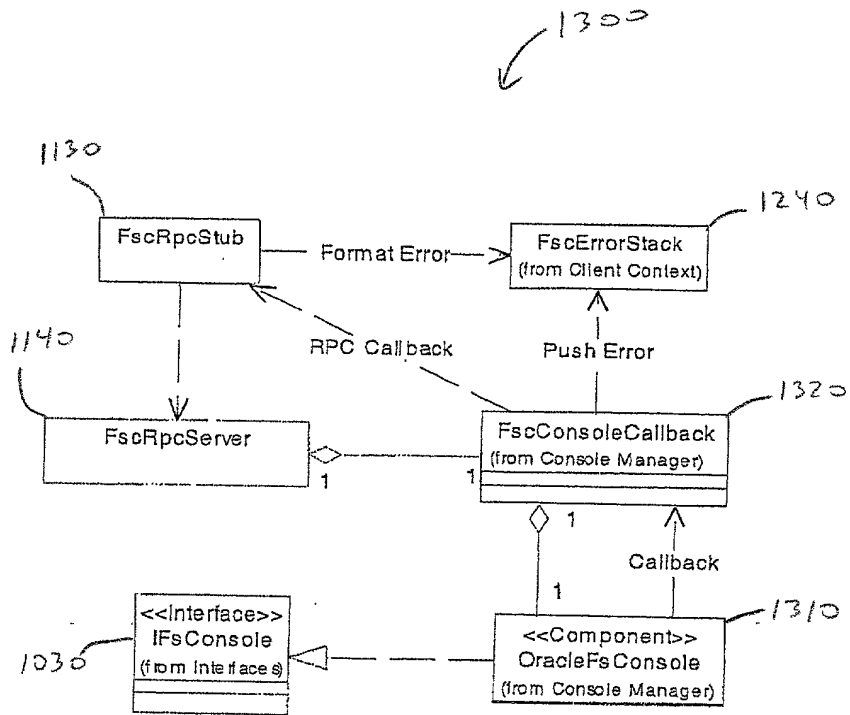 1300
1130
1240
FscRpcStub
Format Error
FscErrorStack
(from Client Context)
1140
RPC Callback
Push Error
1320
FscRpcServer
FscConsoleCallback
(from Console Manager)
1
1
1
Callback
1
1310
<<Interface>>
IFsConsole
(from Interfaces)
1030
<<Component>>
OracleFsConsole
(from Console Manager)